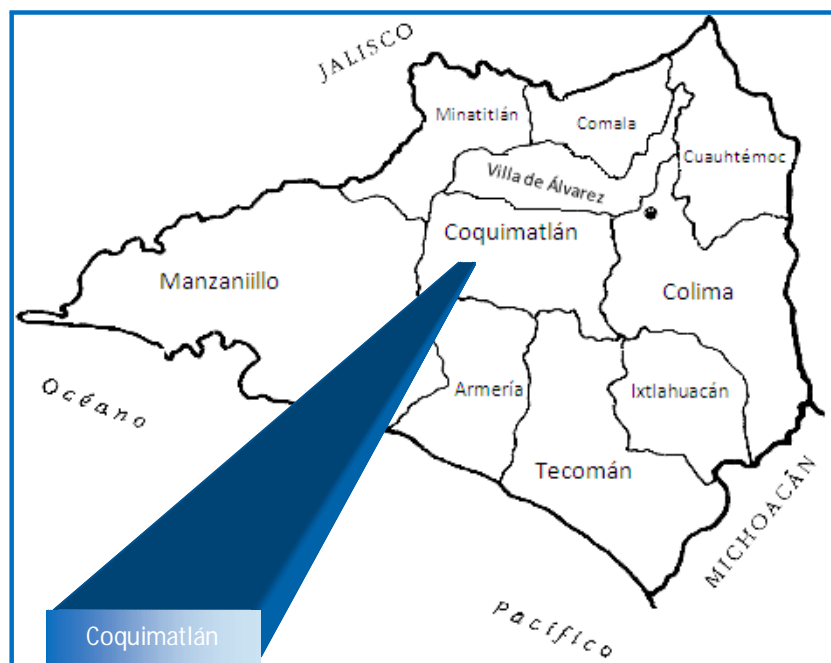 JALISCO
Minatitlán
Comala
Cuauhtémoc
Villa de Álvarez
Coquimatlán
Manzaniillo
Colima
Océano
Armería
Ixtlahuacán
Tecomán
MICHOACÁN
Pacífico
Coquimatlán